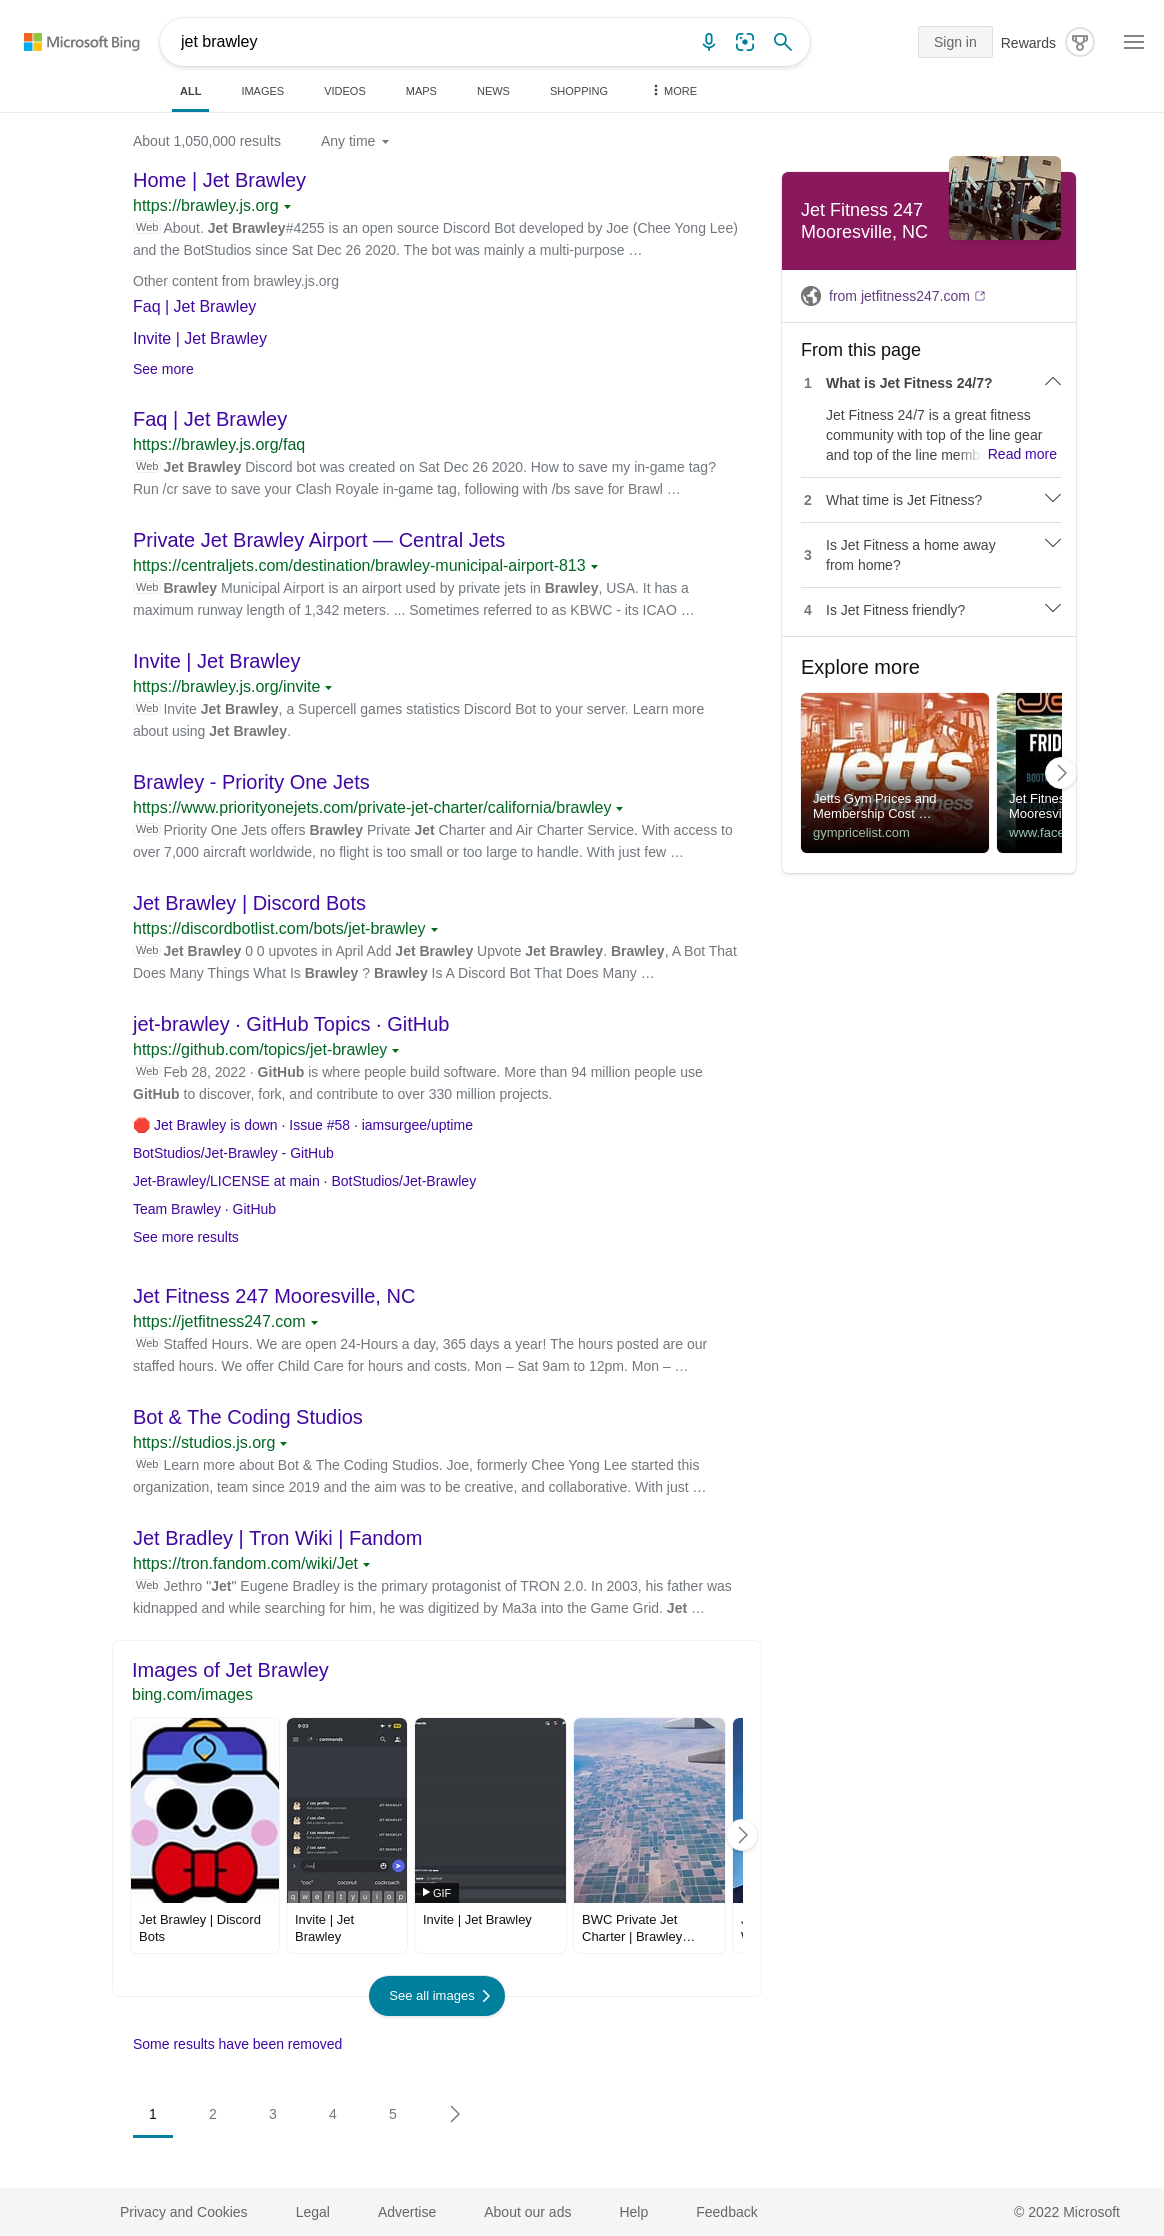 Microsoft Bing
jet brawley
Sign in
Rewards
ALL
IMAGES
VIDEOS
MAPS
NEWS
SHOPPING
MORE
About 1,050,000 results
Any time
Home | Jet Brawley
https://brawley.js.org
Web About. Jet Brawley#4255 is an open source Discord Bot developed by Joe (Chee Yong Lee)
and the BotStudios since Sat Dec 26 2020. The bot was mainly a multi-purpose …
Other content from brawley.js.org
Faq | Jet Brawley
Invite | Jet Brawley
See more
Faq | Jet Brawley
https://brawley.js.org/faq
Web Jet Brawley Discord bot was created on Sat Dec 26 2020. How to save my in-game tag?
Run /cr save to save your Clash Royale in-game tag, following with /bs save for Brawl …
Private Jet Brawley Airport — Central Jets
https://centraljets.com/destination/brawley-municipal-airport-813
Web Brawley Municipal Airport is an airport used by private jets in Brawley, USA. It has a
maximum runway length of 1,342 meters. ... Sometimes referred to as KBWC - its ICAO …
Invite | Jet Brawley
https://brawley.js.org/invite
Web Invite Jet Brawley, a Supercell games statistics Discord Bot to your server. Learn more
about using Jet Brawley.
Brawley - Priority One Jets
https://www.priorityonejets.com/private-jet-charter/california/brawley
Web Priority One Jets offers Brawley Private Jet Charter and Air Charter Service. With access to
over 7,000 aircraft worldwide, no flight is too small or too large to handle. With just few …
Jet Brawley | Discord Bots
https://discordbotlist.com/bots/jet-brawley
Web Jet Brawley 0 0 upvotes in April Add Jet Brawley Upvote Jet Brawley. Brawley, A Bot That
Does Many Things What Is Brawley ? Brawley Is A Discord Bot That Does Many …
jet-brawley · GitHub Topics · GitHub
https://github.com/topics/jet-brawley
Web Feb 28, 2022 · GitHub is where people build software. More than 94 million people use
GitHub to discover, fork, and contribute to over 330 million projects.
🛑 Jet Brawley is down · Issue #58 · iamsurgee/uptime
BotStudios/Jet-Brawley - GitHub
Jet-Brawley/LICENSE at main · BotStudios/Jet-Brawley
Team Brawley · GitHub
See more results
Jet Fitness 247 Mooresville, NC
https://jetfitness247.com
Web Staffed Hours. We are open 24-Hours a day, 365 days a year! The hours posted are our
staffed hours. We offer Child Care for hours and costs. Mon – Sat 9am to 12pm. Mon – …
Bot & The Coding Studios
https://studios.js.org
Web Learn more about Bot & The Coding Studios. Joe, formerly Chee Yong Lee started this
organization, team since 2019 and the aim was to be creative, and collaborative. With just …
Jet Bradley | Tron Wiki | Fandom
https://tron.fandom.com/wiki/Jet
Web Jethro "Jet" Eugene Bradley is the primary protagonist of TRON 2.0. In 2003, his father was
kidnapped and while searching for him, he was digitized by Ma3a into the Game Grid. Jet …
Images of Jet Brawley
bing.com/images
9:03
commands
/ coc profile
JET BRAWLEY
/ coc clan
JET BRAWLEY
/ coc members
JET BRAWLEY
/ coc save
JET BRAWLEY
/coc
"coc"
coconut
cockroach
q w e r t y u i o p
GIF
Jet Brawley | Discord
Bots
Invite | Jet
Brawley
Invite | Jet Brawley
BWC Private Jet
Charter | Brawley…
See all images
Some results have been removed
1
2
3
4
5
Jet Fitness 247
Mooresville, NC
from jetfitness247.com
From this page
1 What is Jet Fitness 24/7?
Jet Fitness 24/7 is a great fitness
community with top of the line gear
and top of the line memb Read more
2 What time is Jet Fitness?
3 Is Jet Fitness a home away
from home?
4 Is Jet Fitness friendly?
Explore more
jetts
24 hour fitness
Jetts Gym Prices and
Membership Cost …
gympricelist.com
FRID
BOOT
Jet Fitnes
Mooresvi
www.face
Privacy and Cookies
Legal
Advertise
About our ads
Help
Feedback
© 2022 Microsoft